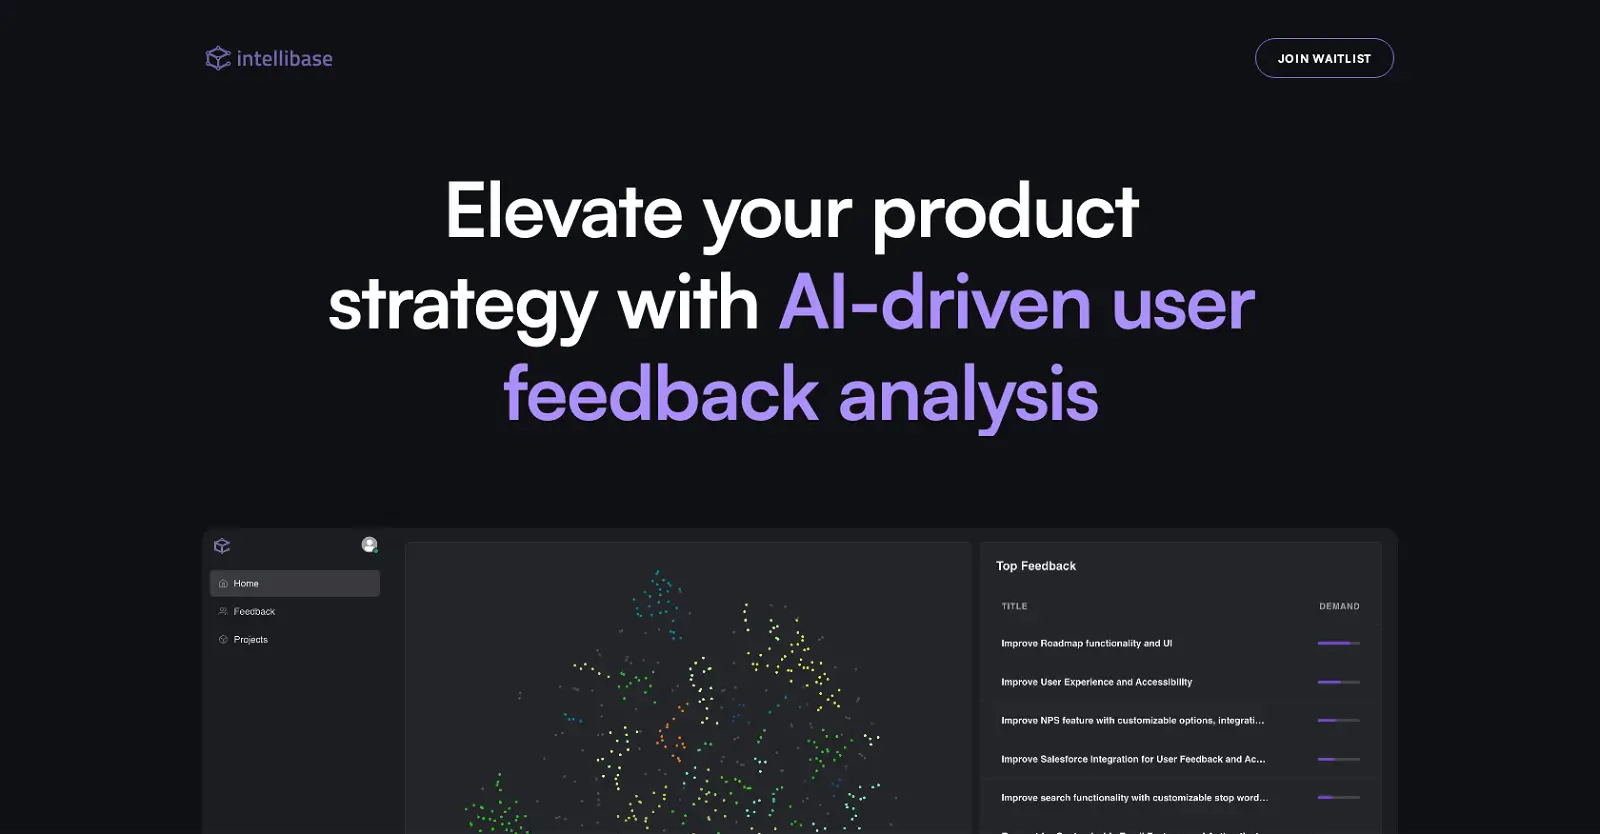 intellibase
JOIN WAITLIST
Elevate your product
strategy with AI-driven user
feedback analysis
Home
Feedback
Projects
Top Feedback
TITLE
DEMAND
Improve Roadmap functionality and UI
Improve User Experience and Accessibility
Improve NPS feature with customizable options, integrati...
Improve Salesforce Integration for User Feedback and Ac...
Improve search functionality with customizable stop word...